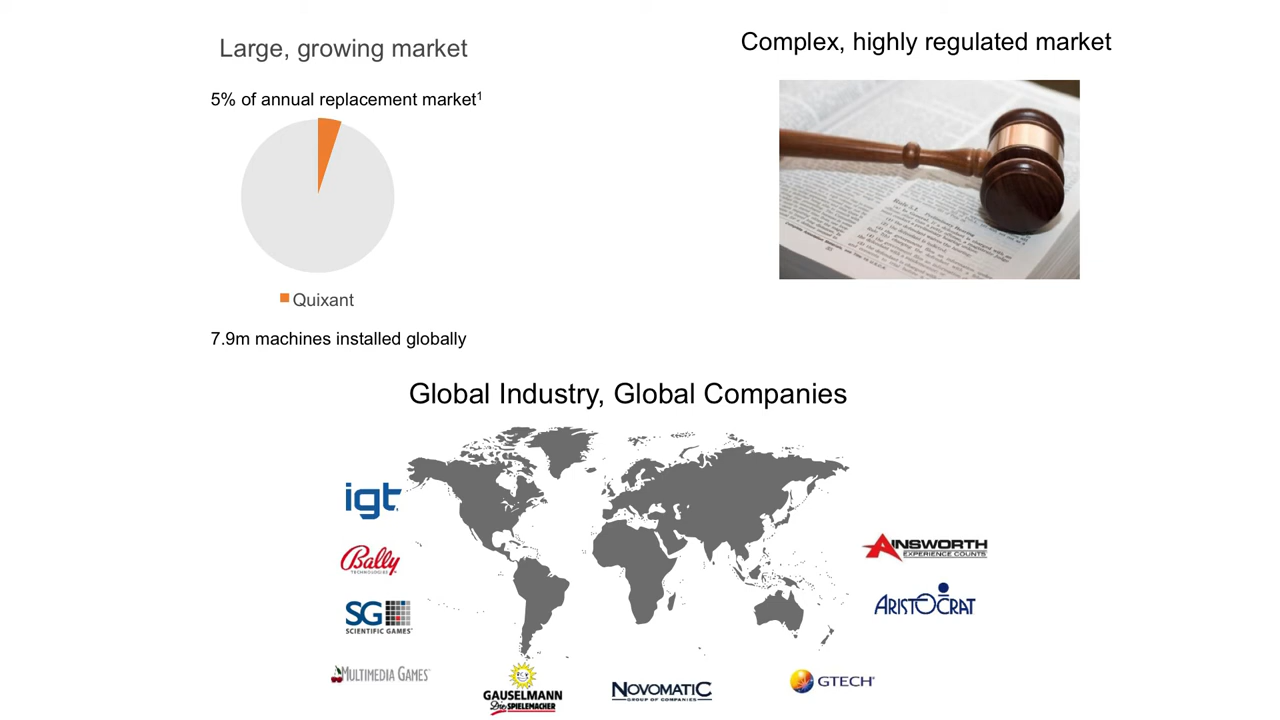 Large, growing market
Complex, highly regulated market
5% of annual replacement market¹
Quixant
7.9m machines installed globally
Global Industry, Global Companies
igt
Bally
TECHNOLOGIES
SG
SCIENTIFIC GAMES
MULTIMEDIA GAMES
GAUSELMANN
Die SPIELEMACHER
NOVOMATIC
GROUP OF COMPANIES
GTECH
AINSWORTH
EXPERIENCE COUNTS
ARISTOCRAT